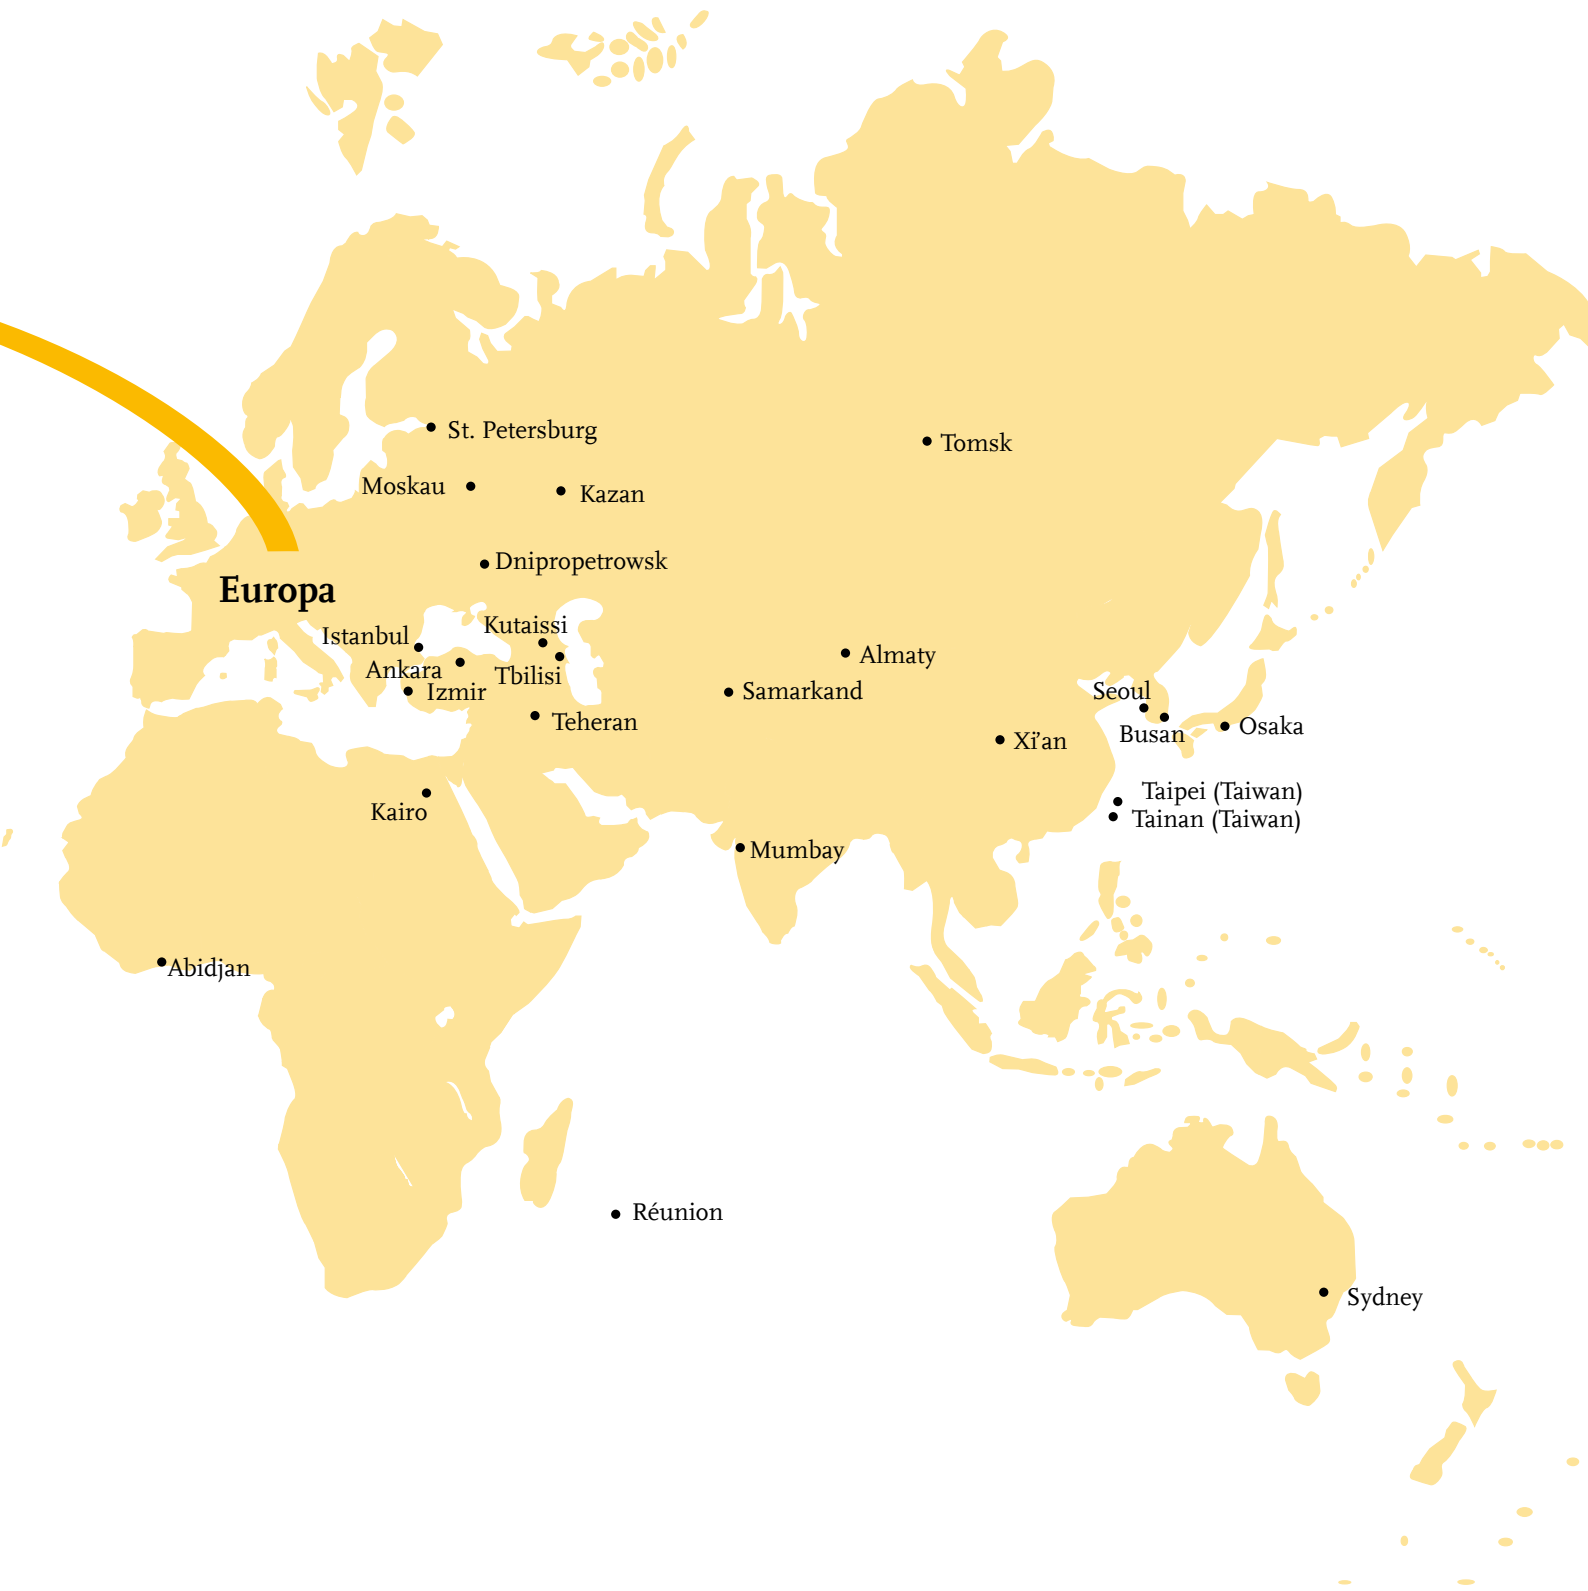 St. Petersburg
Tomsk
Moskau
Kazan
Dnipropetrowsk
Europa
Kutaissi
Istanbul
Almaty
Ankara
Tbilisi
Izmir
Samarkand
Seoul
Teheran
Osaka
Busan
Xi’an
Taipei (Taiwan)
Kairo
Tainan (Taiwan)
Mumbay
Abidjan
Réunion
Sydney